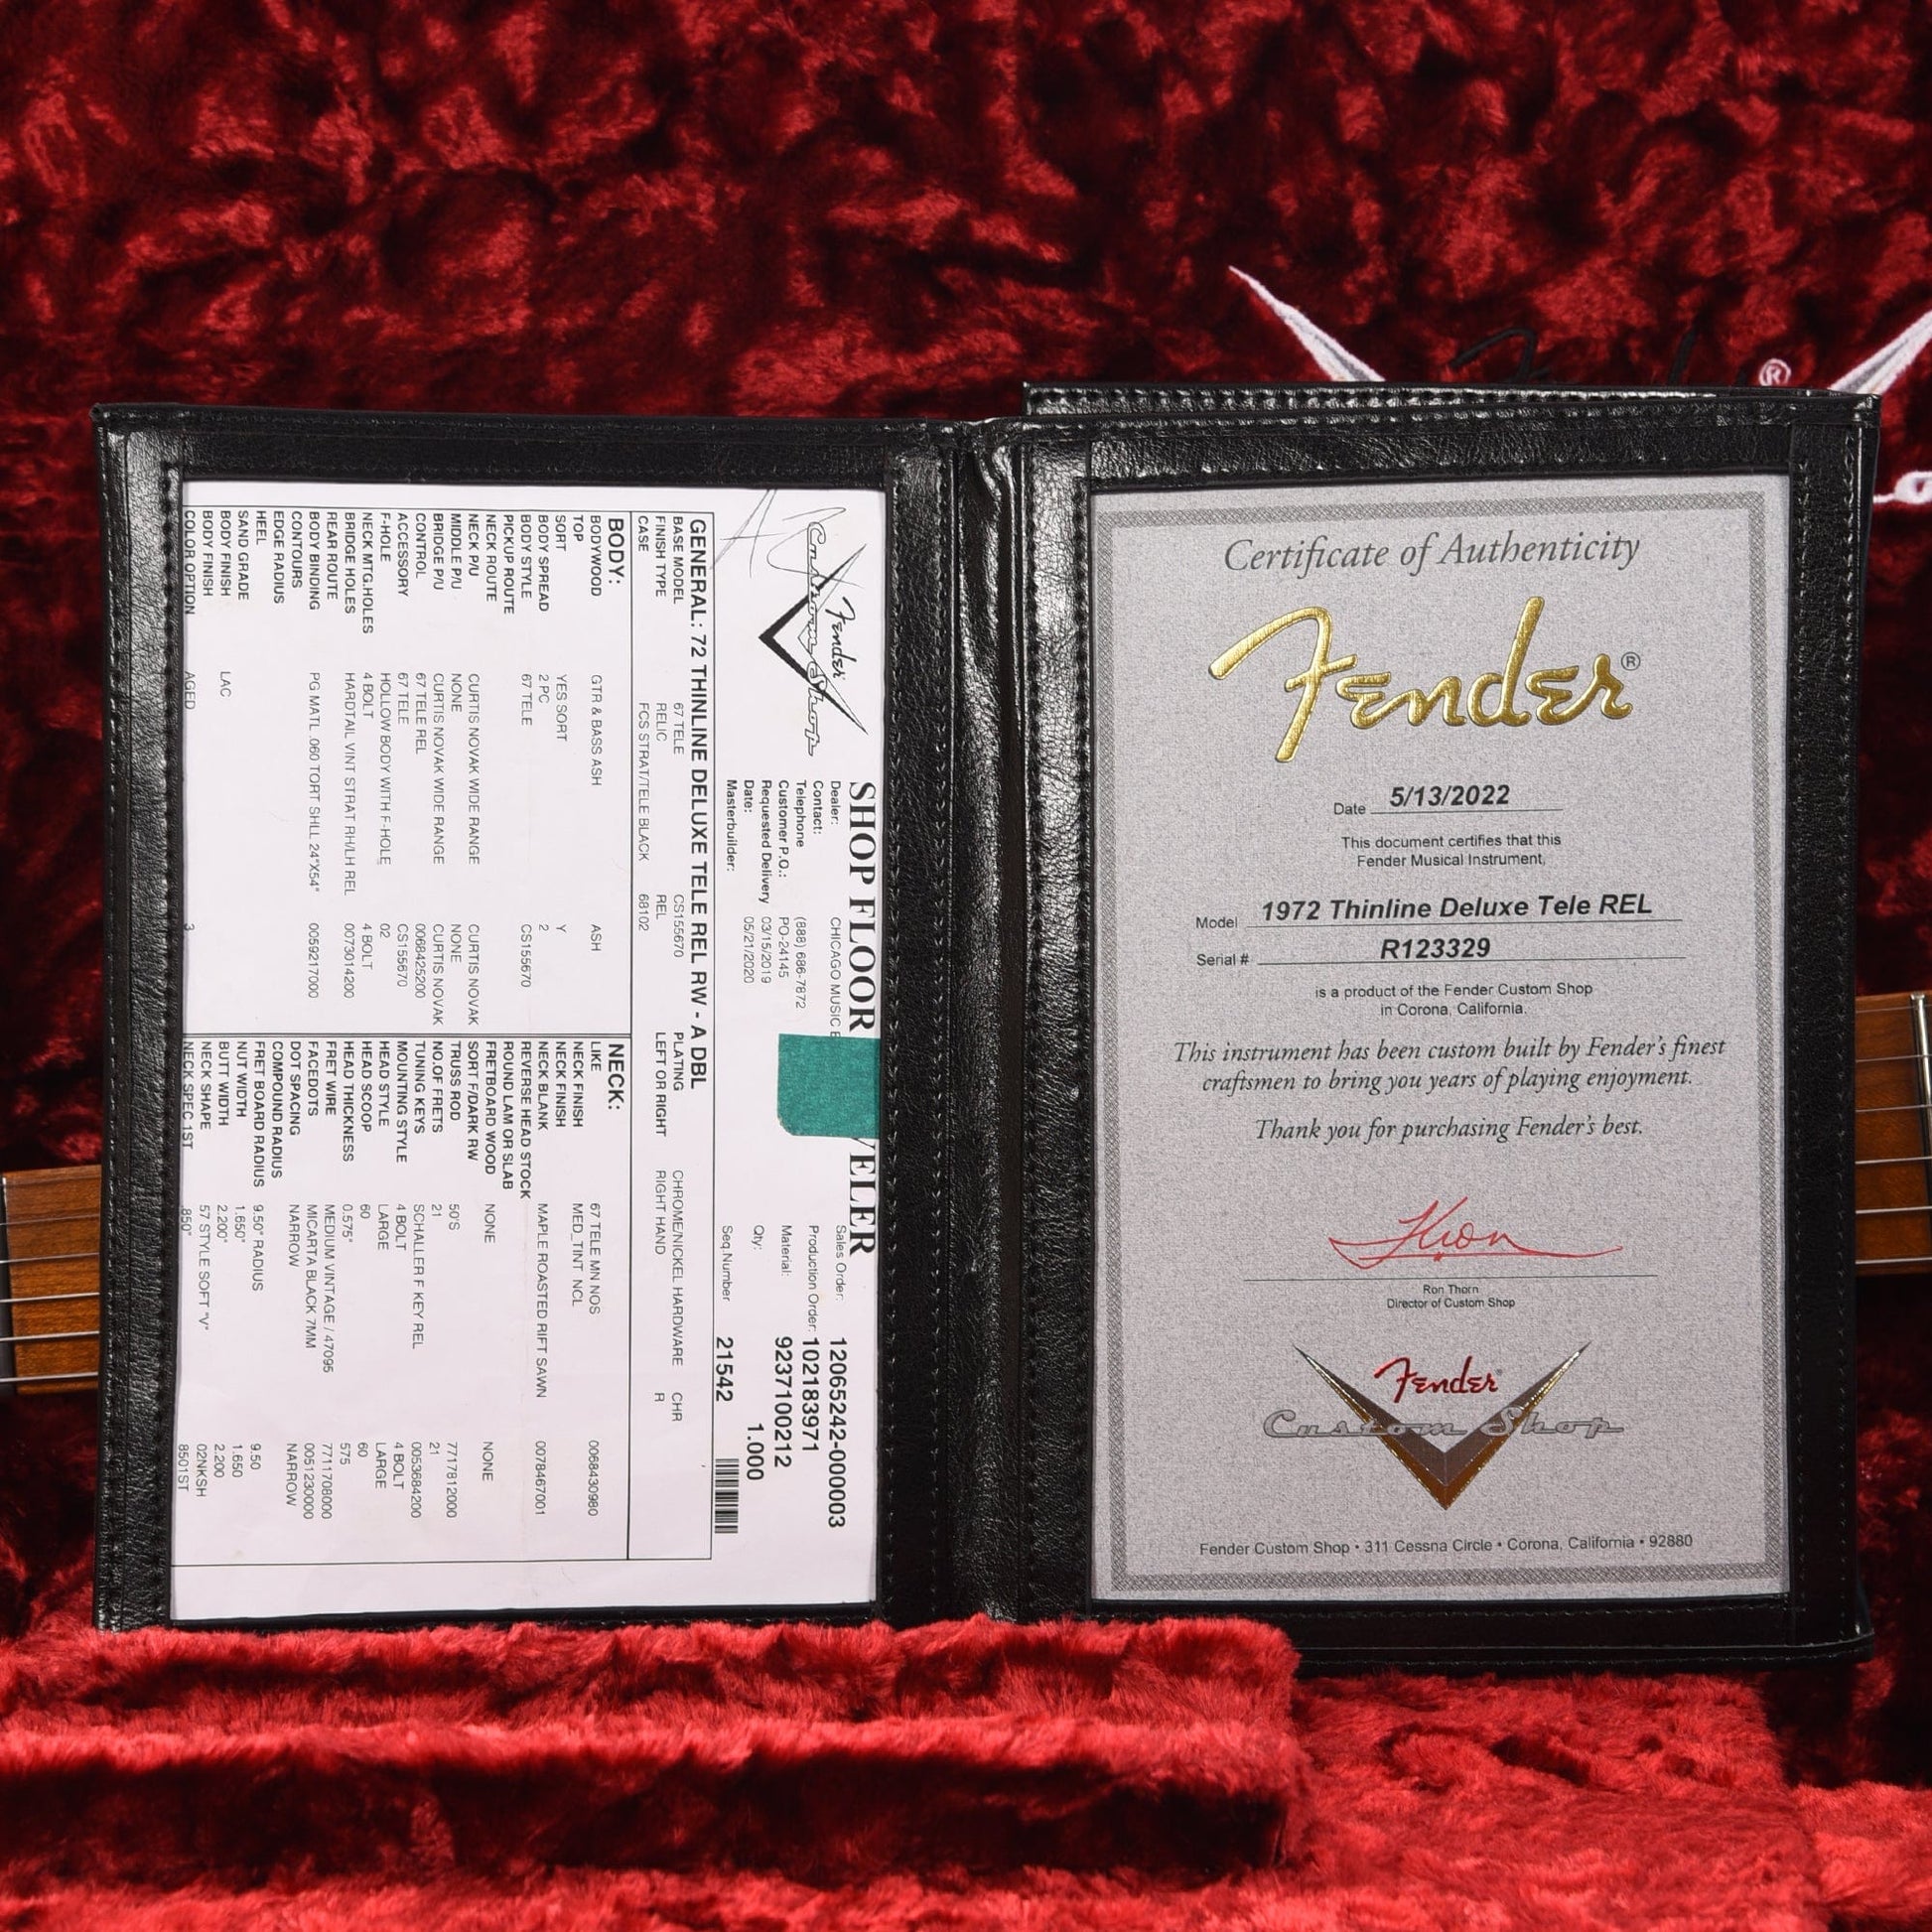 Fender
Custom Shop
SHOP FLOOR
VELER
Dealer: CHICAGO MUSIC E
Contact:
Telephone (888) 686-7872
Customer P.O.: PO-24145
Requested Delivery 03/15/2019
Date: 05/21/2020
Masterbuilder:
Sales Order: 12065242-000003
Production Order: 102183971
Material: 9237100212
Qty: 1.000
Seq.Number 21542
GENERAL: 72 THINLINE DELUXE TELE REL RW - A DBL
BASE MODEL 67 TELE CS155670 PLATING CHROME/NICKEL HARDWARE CHR
FINISH TYPE RELIC REL LEFT OR RIGHT RIGHT HAND R
CASE FCS STRAT/TELE BLACK 68102
BODY:
BODYWOOD GTR & BASS ASH ASH
TOP
SORT YES SORT Y
BODY SPREAD 2 PC 2
BODY STYLE 67 TELE CS155670
PICKUP ROUTE
NECK ROUTE
NECK P/U CURTIS NOVAK WIDE RANGE CURTIS NOVAK
MIDDLE P/U NONE NONE
BRIDGE P/U CURTIS NOVAK WIDE RANGE CURTIS NOVAK
CONTROL 67 TELE REL 0068425200
ACCESSORY 67 TELE CS155670
F-HOLE HOLLOW BODY WITH F-HOLE 02
NECK MTG.HOLES 4 BOLT 4 BOLT
BRIDGE HOLES HARDTAIL VINT STRAT RH/LH REL 0073014200
REAR ROUTE
BODY BINDING PG MATL .060 TORT SHLL 24"X54" 0059217000
CONTOURS
EDGE RADIUS
HEEL
SAND GRADE
BODY FINISH LAC
BODY FINISH
COLOR OPTION AGED 3
NECK:
LIKE 67 TELE MN NOS 0068430980
NECK FINISH MED_TINT_NCL
NECK FINISH
NECK BLANK MAPLE ROASTED RIFT SAWN 0078467001
REVERSE HEAD STOCK
ROUND LAM OR SLAB
FRETBOARD WOOD NONE NONE
SORT F/DARK RW
TRUSS ROD 50'S 7717812000
NO.OF FRETS 21 21
TUNING KEYS SCHALLER F KEY REL 0053684200
MOUNTING STYLE 4 BOLT 4 BOLT
HEAD STYLE LARGE LARGE
HEAD SCOOP 60 60
HEAD THICKNESS 0.575" 575
FRET WIRE MEDIUM VINTAGE / 47095 7711708000
FACEDOTS MICARTA BLACK 7MM 0051230000
DOT SPACING NARROW NARROW
COMPOUND RADIUS
FRET BOARD RADIUS 9.50" RADIUS 9.50
NUT WIDTH 1.650" 1.650
BUTT WIDTH 2.200" 2.200
NECK SHAPE 57 STYLE SOFT "V" 02NKSH
NECK SPEC 1ST .850" 8501ST
Certificate of Authenticity
Fender®
Date 5/13/2022
This document certifies that this
Fender Musical Instrument,
Model 1972 Thinline Deluxe Tele REL
Serial # R123329
is a product of the Fender Custom Shop
in Corona, California.
This instrument has been custom built by Fender's finest
craftsmen to bring you years of playing enjoyment.
Thank you for purchasing Fender's best.
Ron Thorn
Director of Custom Shop
Fender
Custom Shop
Fender Custom Shop • 311 Cessna Circle • Corona, California • 92880